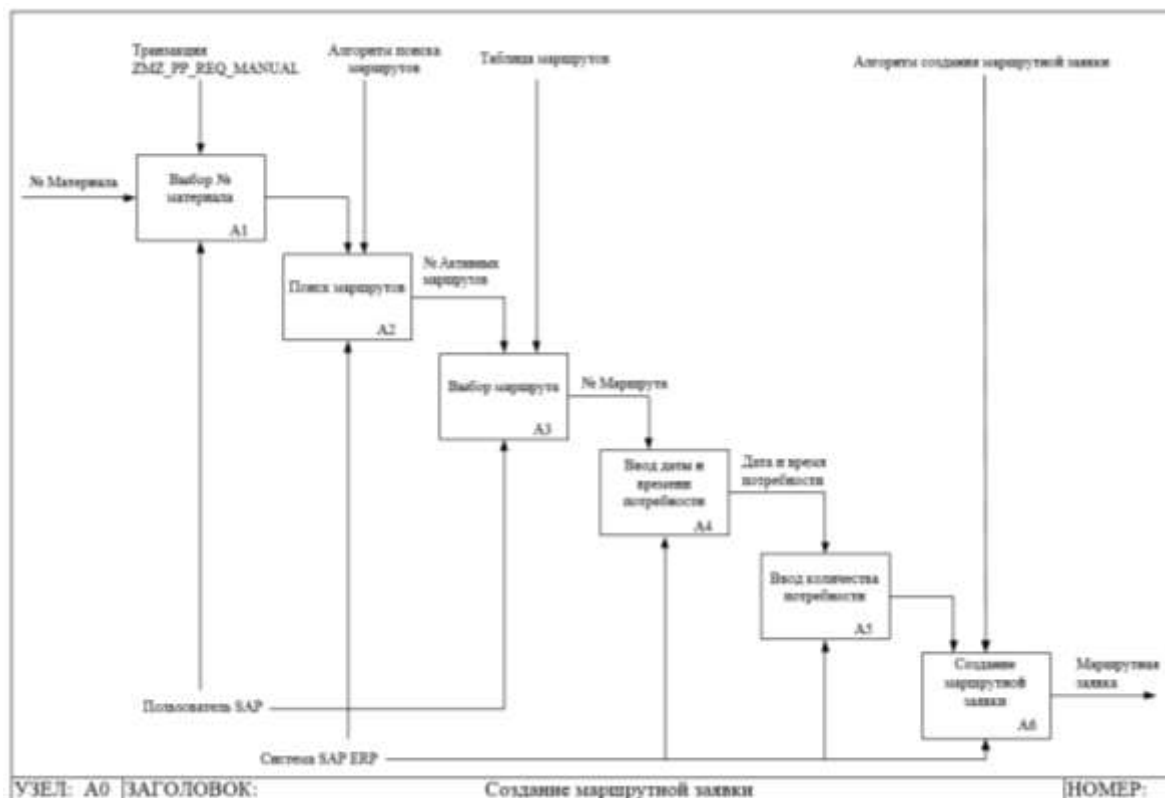 Транзакция
ZMZ_PP_REQ_MANUAL
Алгоритм поиска
маршрутов
Таблица маршрутов
Алгоритм создания маршрутной заявки
№ Материала
Выбор №
материала
A1
Поиск маршрутов
A2
№ Активных
маршрутов
Выбор маршрута
A3
№ Маршрута
Ввод даты и
времени
потребности
A4
Дата и время
потребности
Ввод количества
потребности
A5
Создание
маршрутной
заявки
A6
Маршрутная
заявка
Пользователь SAP
Система SAP ERP
УЗЕЛ: A0
ЗАГОЛОВОК:
Создание маршрутной заявки
НОМЕР: